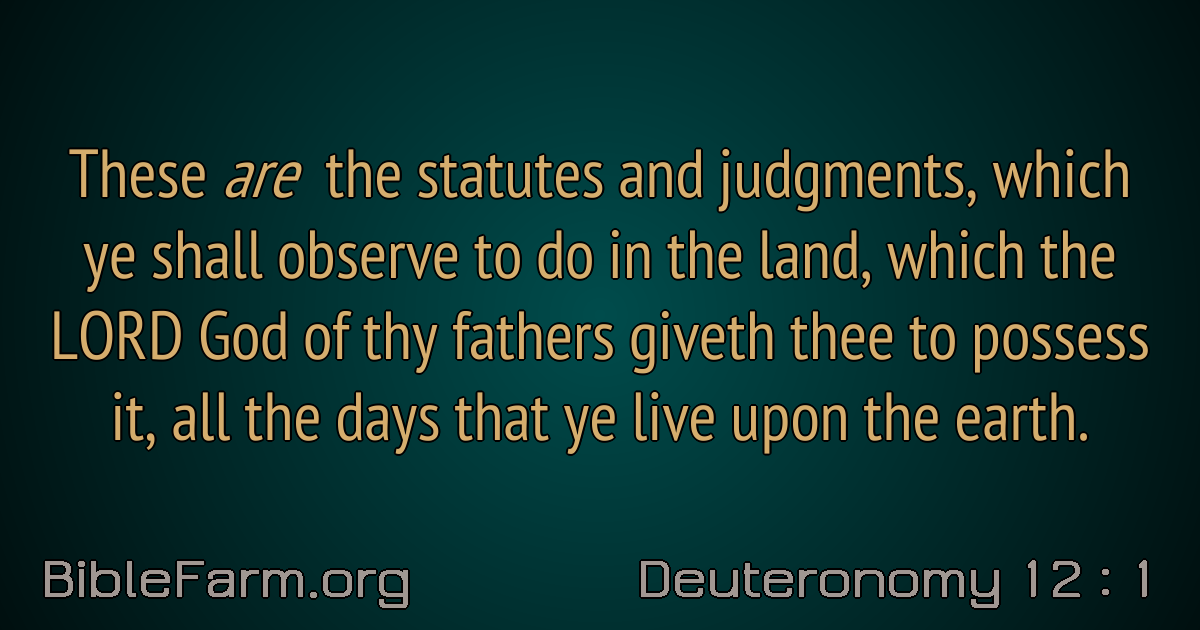 These are the statutes and judgments, which
ye shall observe to do in the land, which the
LORD God of thy fathers giveth thee to possess
it, all the days that ye live upon the earth.
BibleFarm.org
Deuteronomy 12 : 1